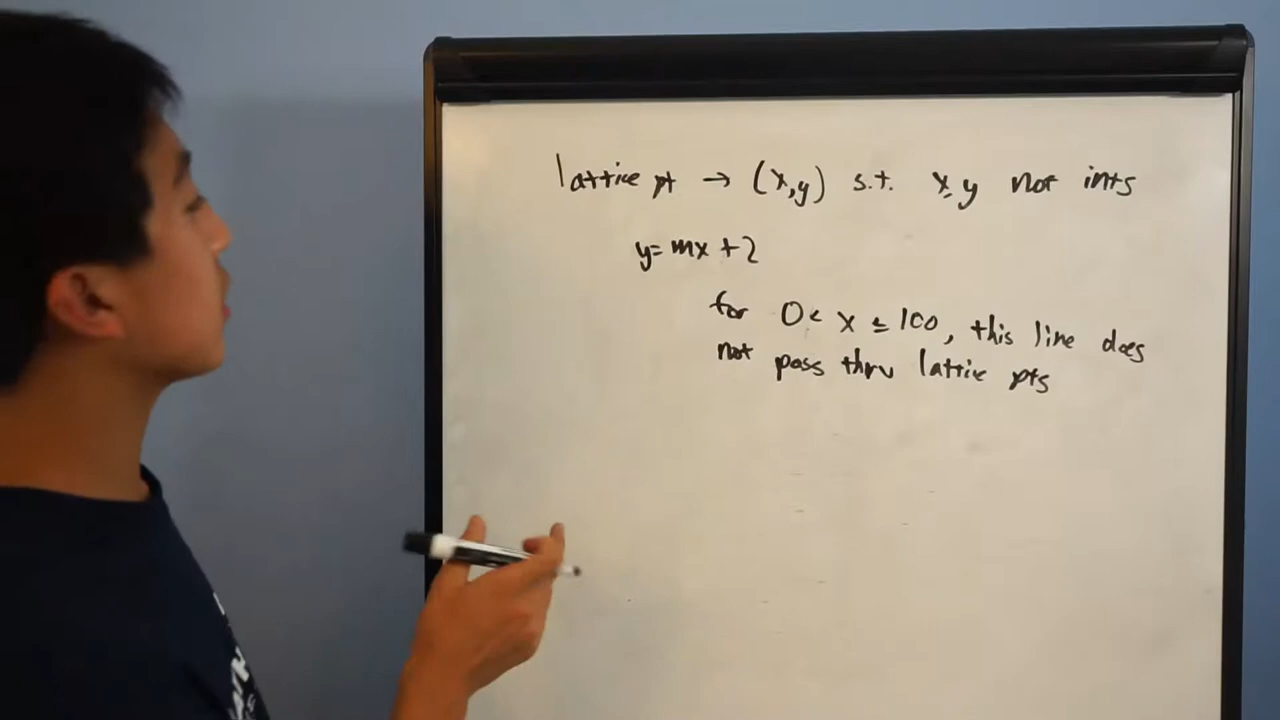 lattice pt → (x,y) s.t. x,y not ints
y=mx+2
for 0< x ≤ 100, this line does
not pass thru lattice pts